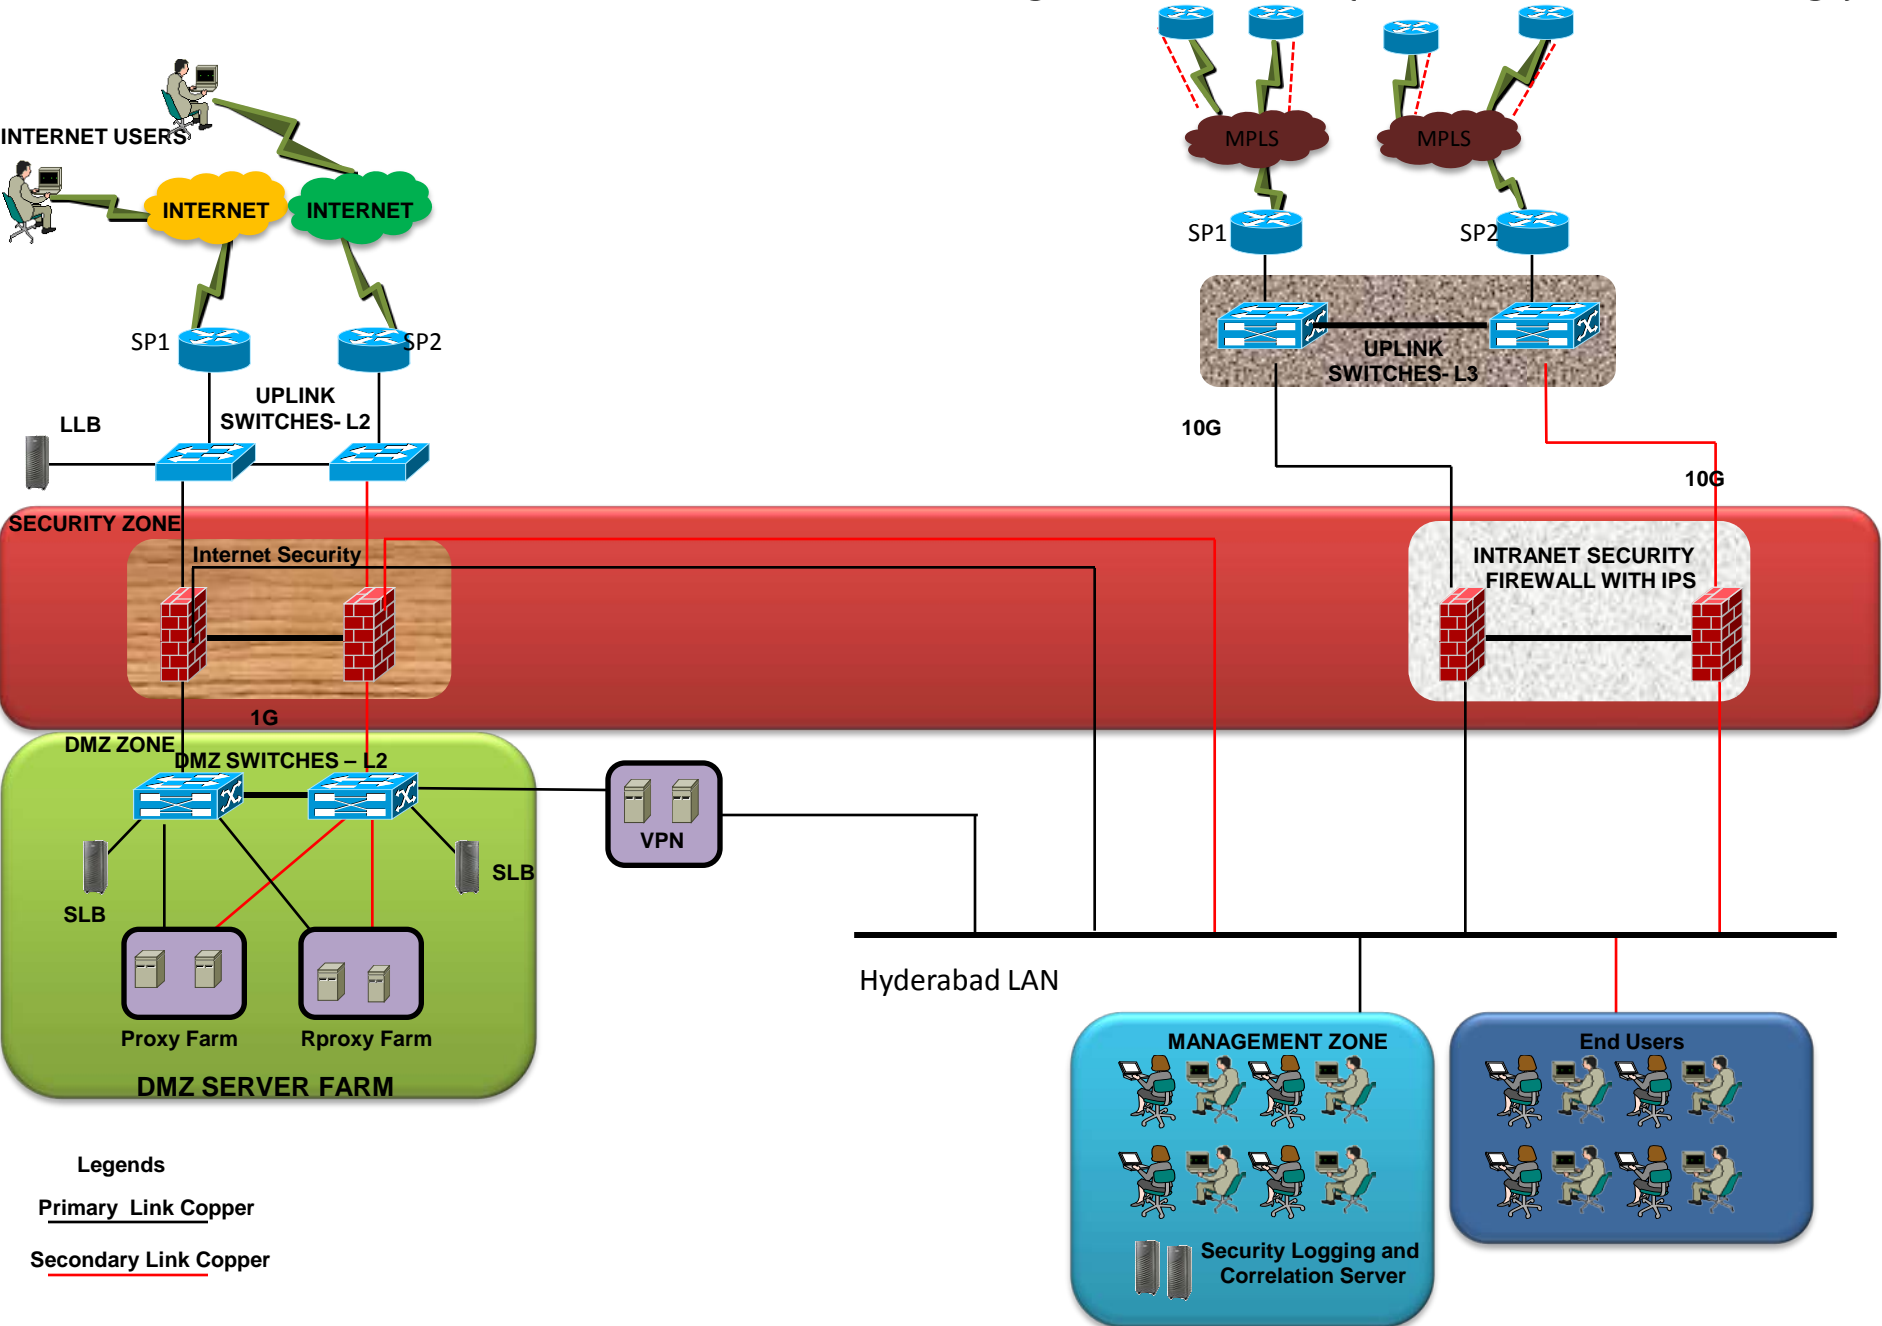 INTERNET USERS
INTERNET
INTERNET
SP1
SP2
UPLINK
SWITCHES- L2
LLB
MPLS
MPLS
SP1
SP2
UPLINK
SWITCHES- L3
10G
10G
SECURITY ZONE
Internet Security
INTRANET SECURITY
FIREWALL WITH IPS
1G
DMZ ZONE
DMZ SWITCHES – L2
SLB
SLB
VPN
Proxy Farm
Rproxy Farm
DMZ SERVER FARM
Hyderabad LAN
MANAGEMENT ZONE
End Users
Security Logging and
Correlation Server
Legends
Primary Link Copper
Secondary Link Copper